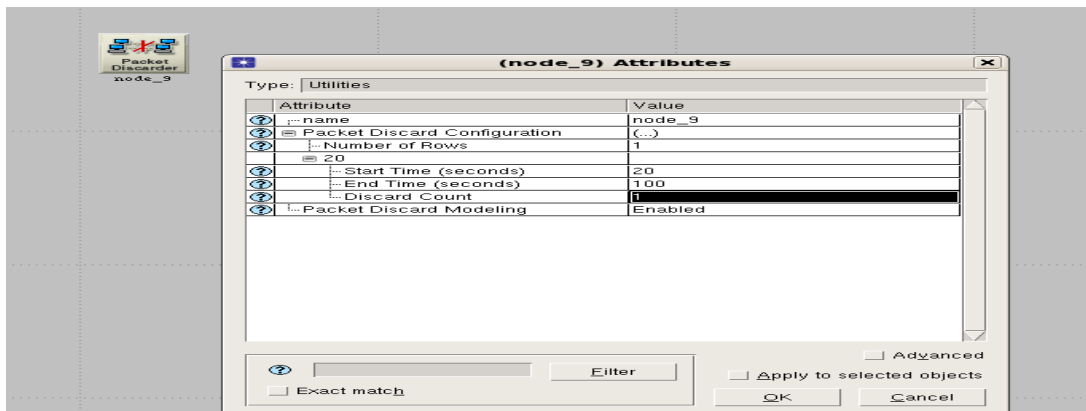 Packet
Discarder
node_9
(node_9) Attributes
Type: Utilities
Attribute Value
name node_9
Packet Discard Configuration (...)
Number of Rows 1
20
Start Time (seconds) 20
End Time (seconds) 100
Discard Count 1
Packet Discard Modeling Enabled
Advanced
Filter
Apply to selected objects
Exact match
OK Cancel